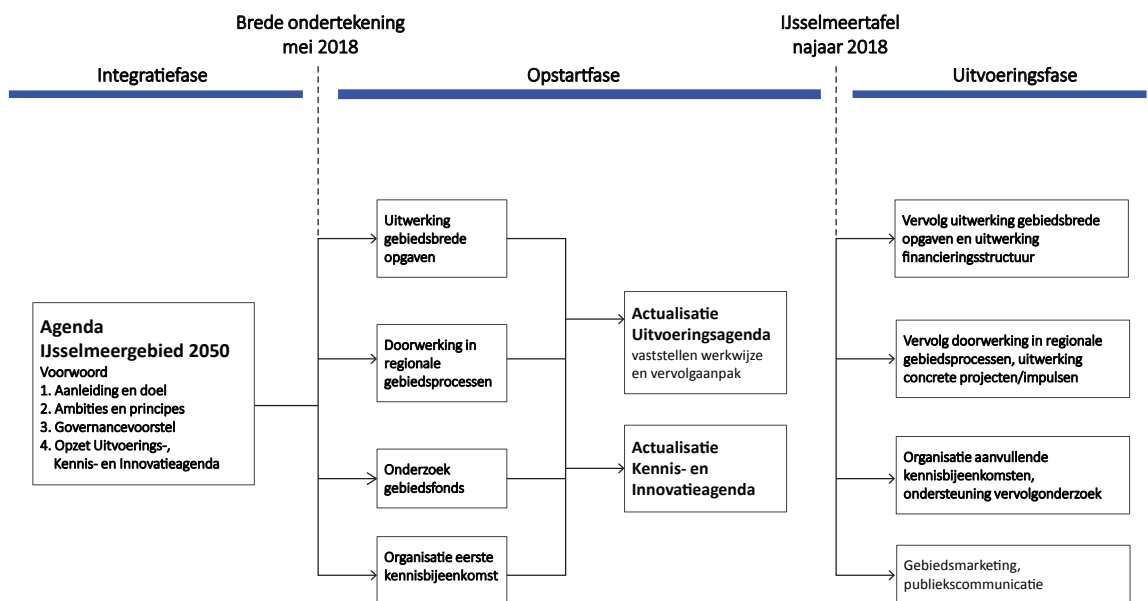 Brede ondertekening
mei 2018
IJsselmeertafel
najaar 2018
Integratiefase
Opstartfase
Uitvoeringsfase
Agenda
IJsselmeergebied 2050
Voorwoord
1. Aanleiding en doel
2. Ambities en principes
3. Governancevoorstel
4. Opzet Uitvoerings-,
Kennis- en Innovatieagenda
Uitwerking
gebiedsbrede
opgaven
Doorwerking in
regionale
gebiedsprocessen
Onderzoek
gebiedsfonds
Organisatie eerste
kennisbijeenkomst
Actualisatie
Uitvoeringsagenda
vaststellen werkwijze
en vervolgaanpak
Actualisatie
Kennis- en
Innovatieagenda
Vervolg uitwerking gebiedsbrede
opgaven en uitwerking
financieringsstructuur
Vervolg doorwerking in regionale
gebiedsprocessen, uitwerking
concrete projecten/impulsen
Organisatie aanvullende
kennisbijeenkomsten,
ondersteuning vervolgonderzoek
Gebiedsmarketing,
publiekscommunicatie